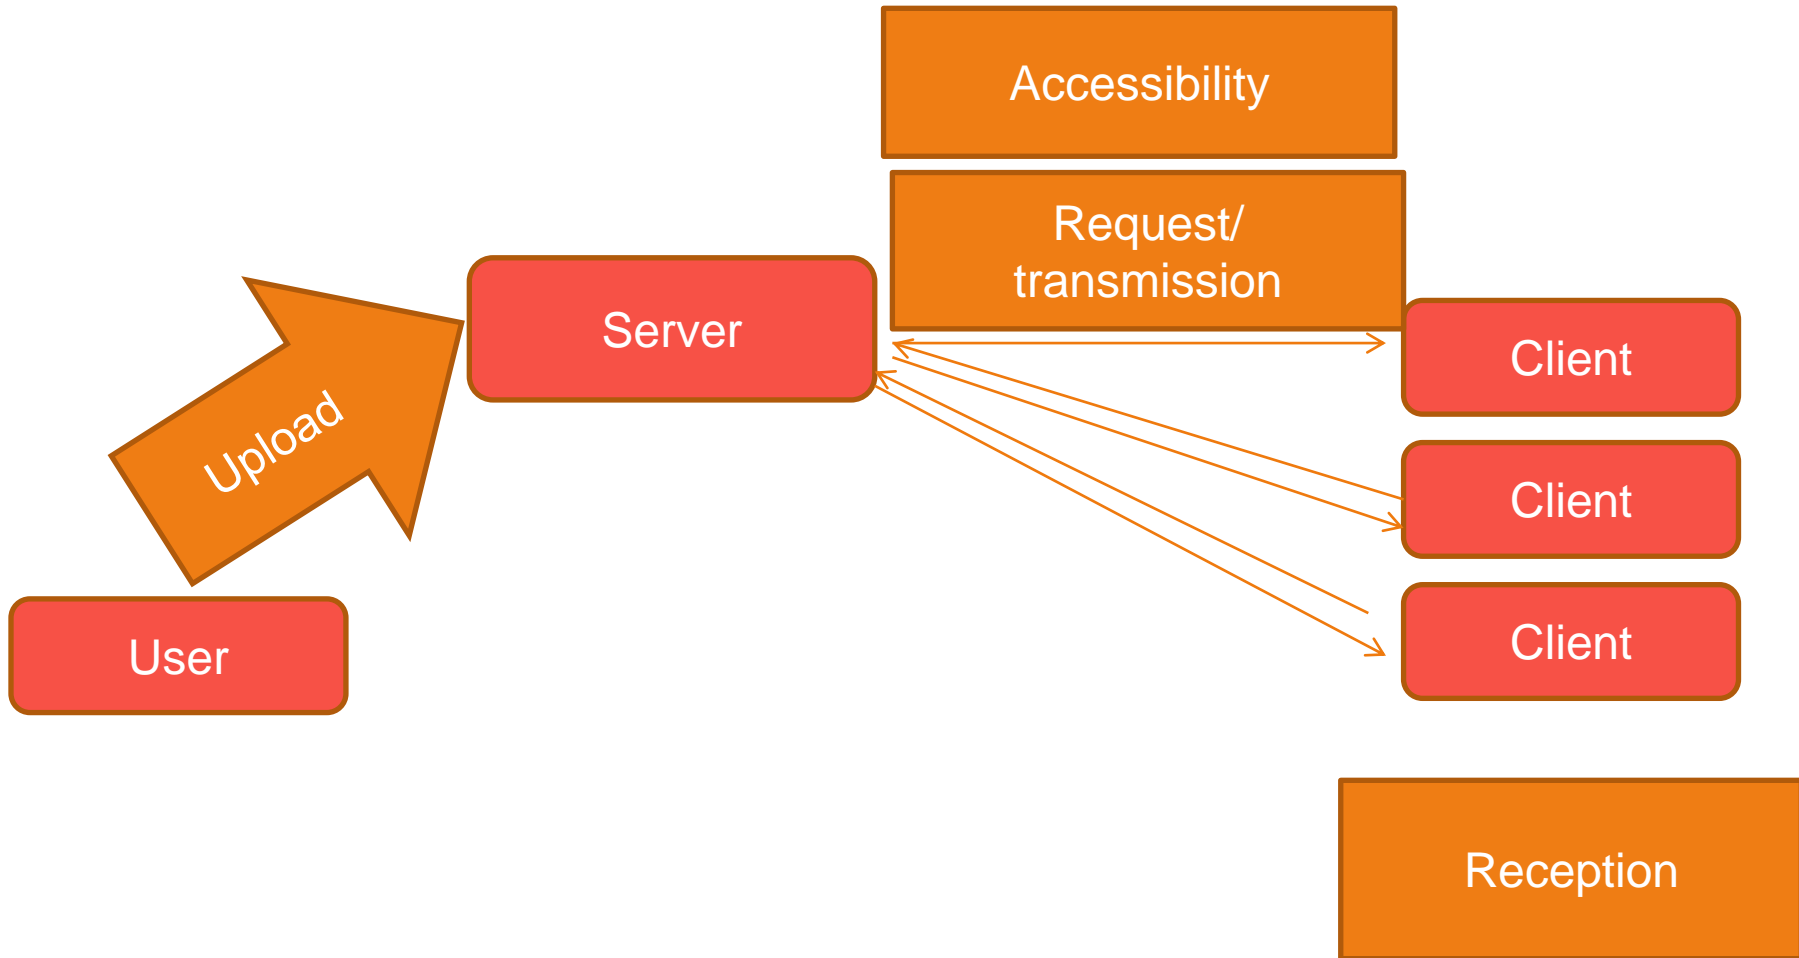 Accessibility
Request/
transmission
Server
Client
Upload
Client
User
Client
Reception